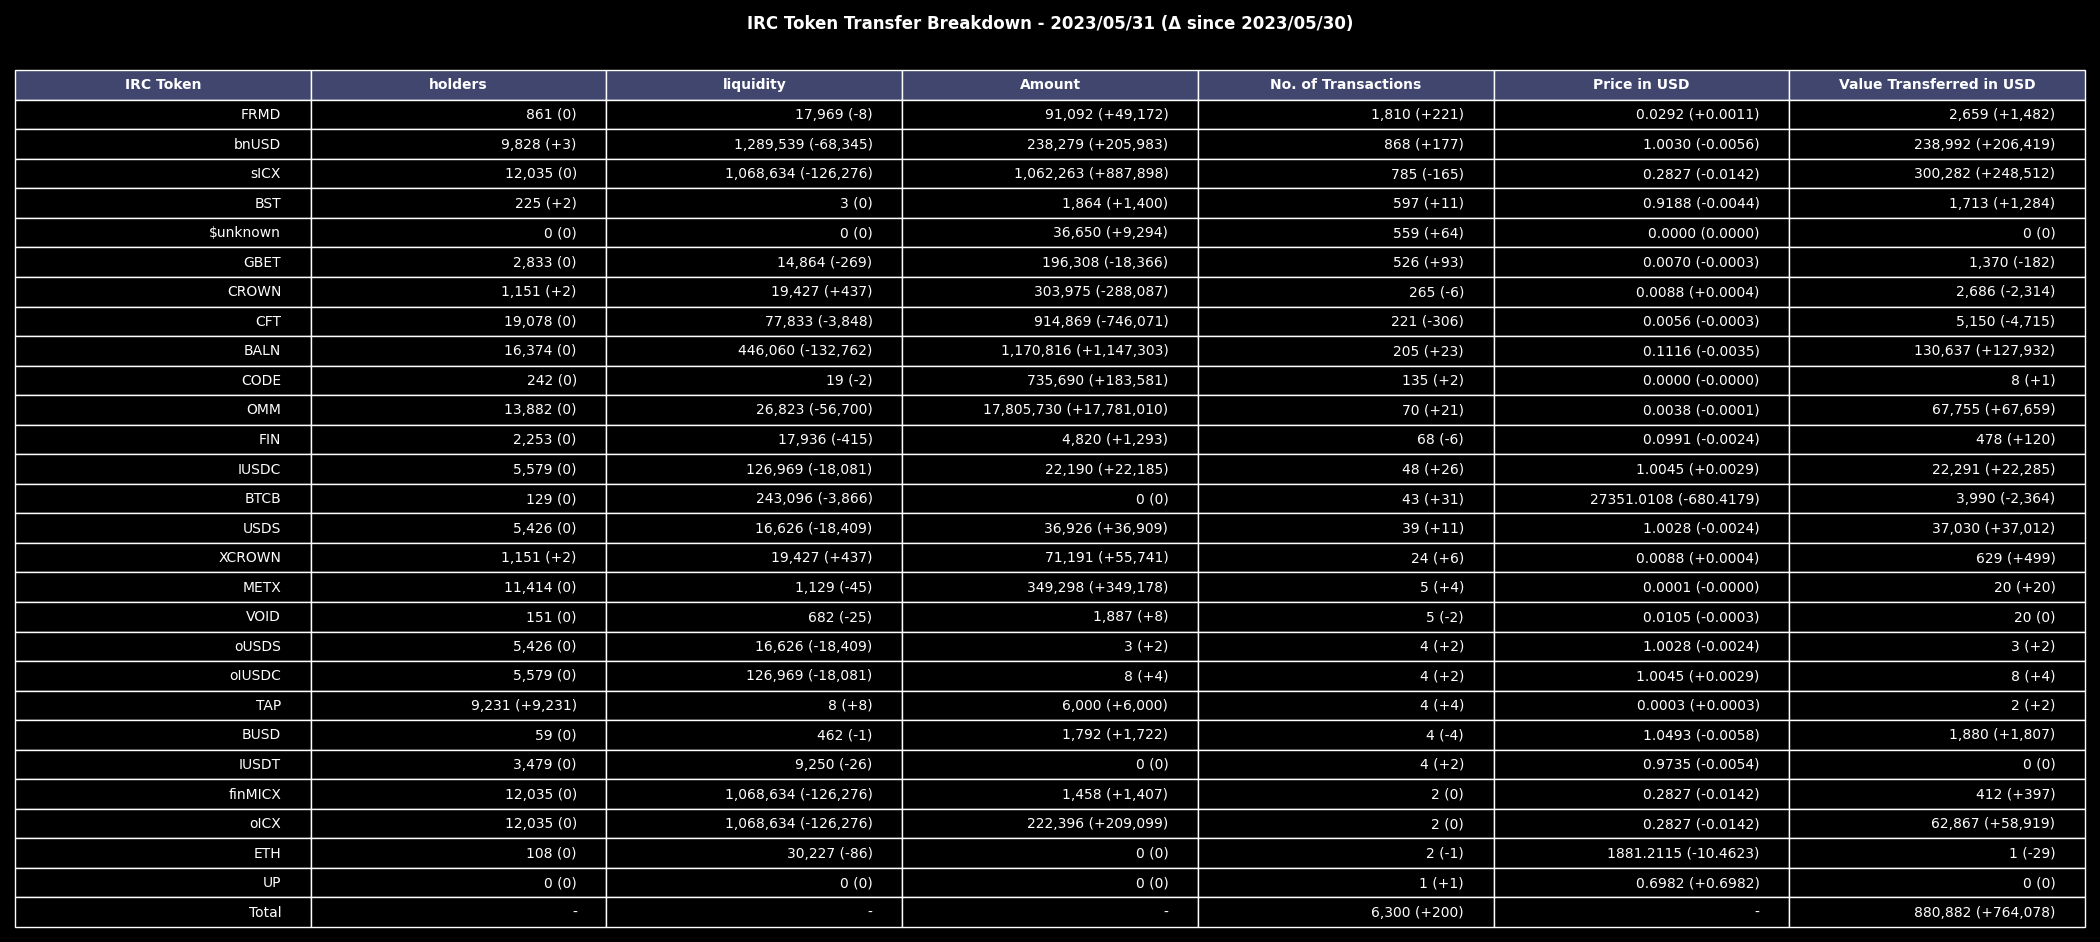 IRC Token Transfer Breakdown - 2023/05/31 (Δ since 2023/05/30)
IRC Token holders liquidity Amount No. of Transactions Price in USD Value Transferred in USD
FRMD 861 (0) 17,969 (-8) 91,092 (+49,172) 1,810 (+221) 0.0292 (+0.0011) 2,659 (+1,482)
bnUSD 9,828 (+3) 1,289,539 (-68,345) 238,279 (+205,983) 868 (+177) 1.0030 (-0.0056) 238,992 (+206,419)
sICX 12,035 (0) 1,068,634 (-126,276) 1,062,263 (+887,898) 785 (-165) 0.2827 (-0.0142) 300,282 (+248,512)
BST 225 (+2) 3 (0) 1,864 (+1,400) 597 (+11) 0.9188 (-0.0044) 1,713 (+1,284)
$unknown 0 (0) 0 (0) 36,650 (+9,294) 559 (+64) 0.0000 (0.0000) 0 (0)
GBET 2,833 (0) 14,864 (-269) 196,308 (-18,366) 526 (+93) 0.0070 (-0.0003) 1,370 (-182)
CROWN 1,151 (+2) 19,427 (+437) 303,975 (-288,087) 265 (-6) 0.0088 (+0.0004) 2,686 (-2,314)
CFT 19,078 (0) 77,833 (-3,848) 914,869 (-746,071) 221 (-306) 0.0056 (-0.0003) 5,150 (-4,715)
BALN 16,374 (0) 446,060 (-132,762) 1,170,816 (+1,147,303) 205 (+23) 0.1116 (-0.0035) 130,637 (+127,932)
CODE 242 (0) 19 (-2) 735,690 (+183,581) 135 (+2) 0.0000 (-0.0000) 8 (+1)
OMM 13,882 (0) 26,823 (-56,700) 17,805,730 (+17,781,010) 70 (+21) 0.0038 (-0.0001) 67,755 (+67,659)
FIN 2,253 (0) 17,936 (-415) 4,820 (+1,293) 68 (-6) 0.0991 (-0.0024) 478 (+120)
IUSDC 5,579 (0) 126,969 (-18,081) 22,190 (+22,185) 48 (+26) 1.0045 (+0.0029) 22,291 (+22,285)
BTCB 129 (0) 243,096 (-3,866) 0 (0) 43 (+31) 27351.0108 (-680.4179) 3,990 (-2,364)
USDS 5,426 (0) 16,626 (-18,409) 36,926 (+36,909) 39 (+11) 1.0028 (-0.0024) 37,030 (+37,012)
XCROWN 1,151 (+2) 19,427 (+437) 71,191 (+55,741) 24 (+6) 0.0088 (+0.0004) 629 (+499)
METX 11,414 (0) 1,129 (-45) 349,298 (+349,178) 5 (+4) 0.0001 (-0.0000) 20 (+20)
VOID 151 (0) 682 (-25) 1,887 (+8) 5 (-2) 0.0105 (-0.0003) 20 (0)
oUSDS 5,426 (0) 16,626 (-18,409) 3 (+2) 4 (+2) 1.0028 (-0.0024) 3 (+2)
oIUSDC 5,579 (0) 126,969 (-18,081) 8 (+4) 4 (+2) 1.0045 (+0.0029) 8 (+4)
TAP 9,231 (+9,231) 8 (+8) 6,000 (+6,000) 4 (+4) 0.0003 (+0.0003) 2 (+2)
BUSD 59 (0) 462 (-1) 1,792 (+1,722) 4 (-4) 1.0493 (-0.0058) 1,880 (+1,807)
IUSDT 3,479 (0) 9,250 (-26) 0 (0) 4 (+2) 0.9735 (-0.0054) 0 (0)
finMICX 12,035 (0) 1,068,634 (-126,276) 1,458 (+1,407) 2 (0) 0.2827 (-0.0142) 412 (+397)
oICX 12,035 (0) 1,068,634 (-126,276) 222,396 (+209,099) 2 (0) 0.2827 (-0.0142) 62,867 (+58,919)
ETH 108 (0) 30,227 (-86) 0 (0) 2 (-1) 1881.2115 (-10.4623) 1 (-29)
UP 0 (0) 0 (0) 0 (0) 1 (+1) 0.6982 (+0.6982) 0 (0)
Total - - - 6,300 (+200) - 880,882 (+764,078)